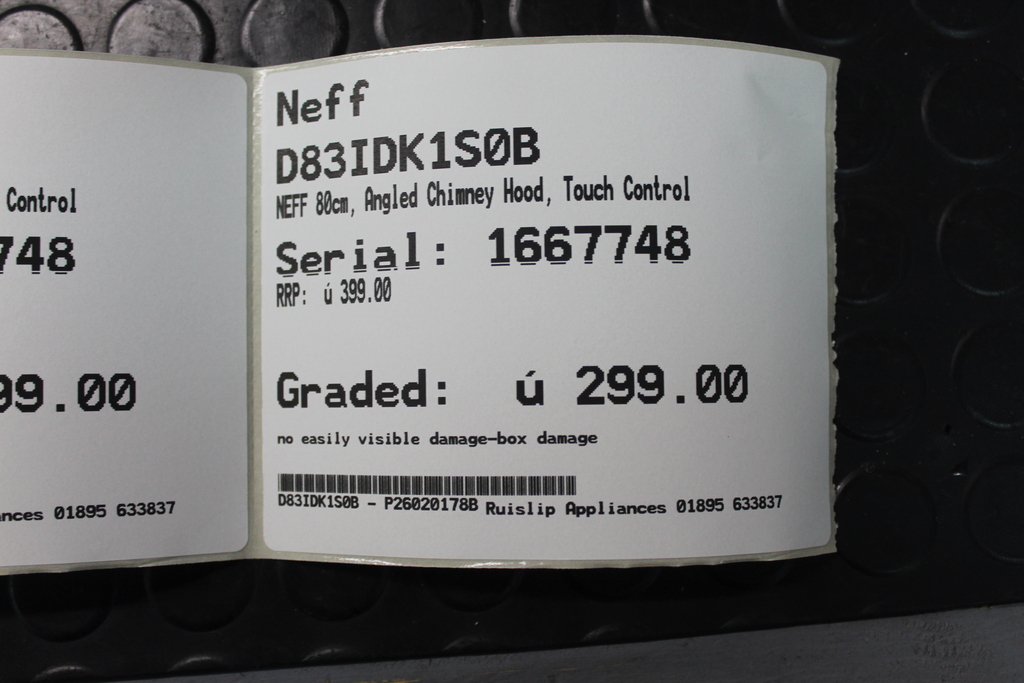 Neff
D83IDK1S0B
NEFF 80cm, Angled Chimney Hood, Touch Control
Serial: 1667748
RRP: ú 399.00
Graded: ú 299.00
no easily visible damage-box damage
D83IDK1S0B - P26020178B Ruislip Appliances 01895 633837
Control
748
99.00
ances 01895 633837